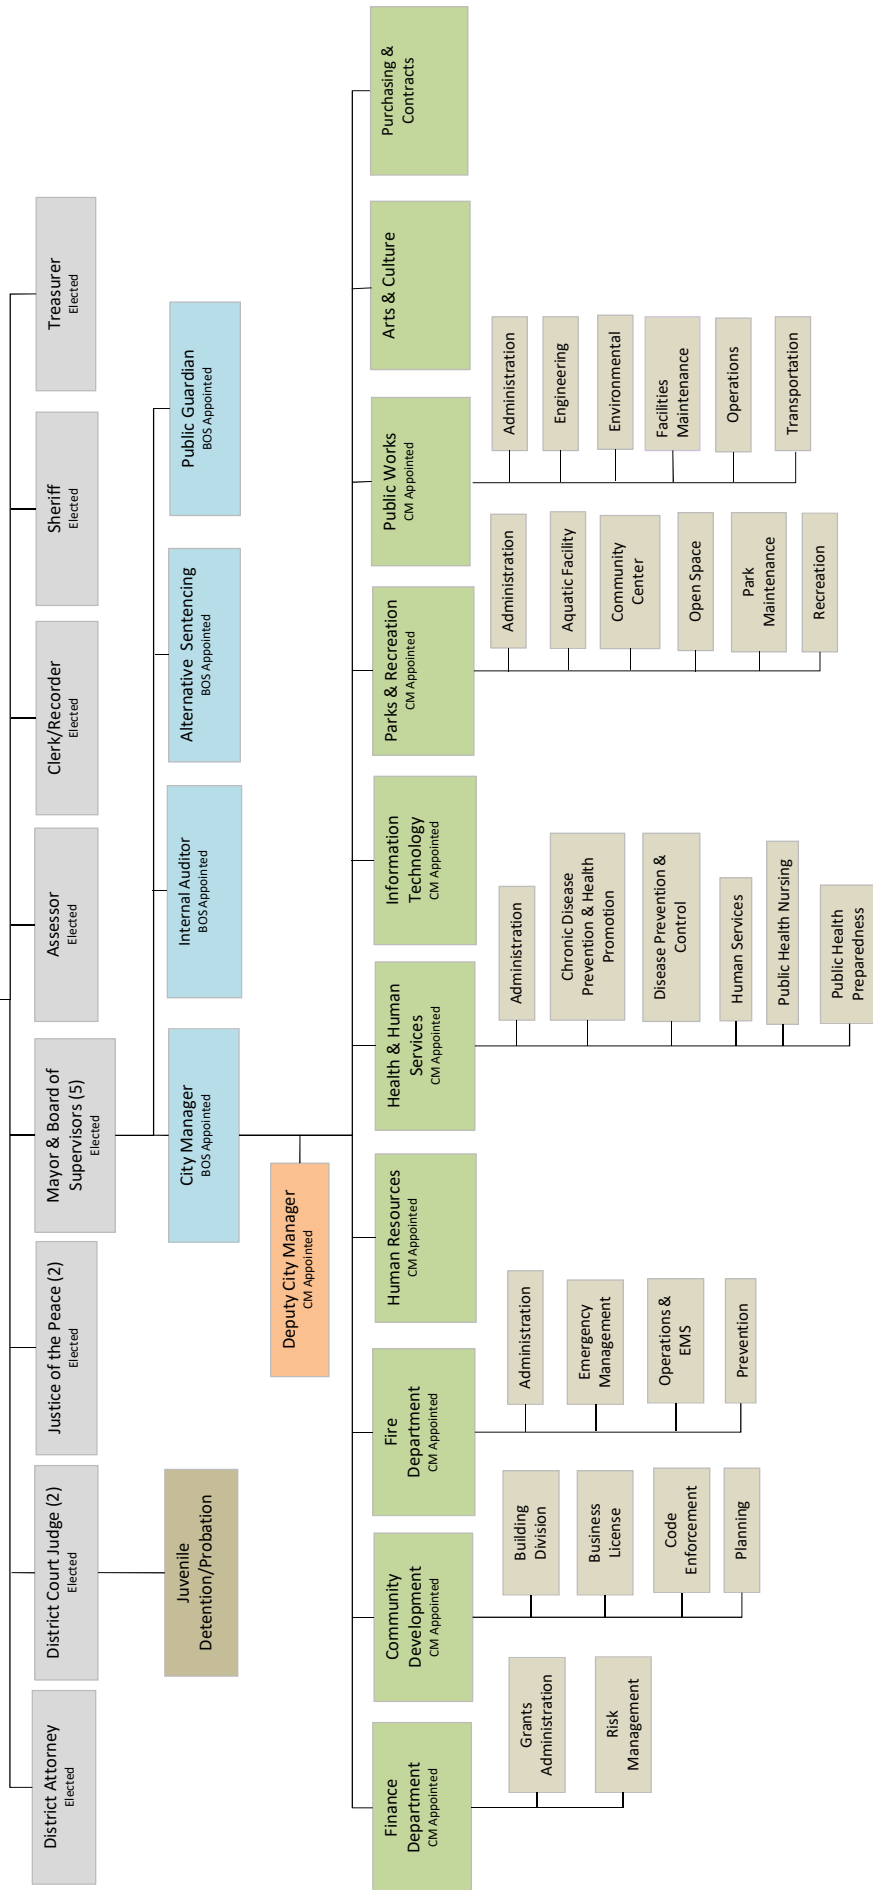 District Attorney
Elected
District Court Judge (2)
Elected
Justice of the Peace (2)
Elected
Mayor & Board of
Supervisors (5)
Elected
Assessor
Elected
Clerk/Recorder
Elected
Sheriff
Elected
Treasurer
Elected
Juvenile
Detention/Probation
City Manager
BOS Appointed
Internal Auditor
BOS Appointed
Alternative Sentencing
BOS Appointed
Public Guardian
BOS Appointed
Deputy City Manager
CM Appointed
Finance
Department
CM Appointed
Community
Development
CM Appointed
Fire
Department
CM Appointed
Human Resources
CM Appointed
Health & Human
Services
CM Appointed
Information
Technology
CM Appointed
Parks & Recreation
CM Appointed
Public Works
CM Appointed
Arts & Culture
Purchasing &
Contracts
Grants
Administration
Risk
Management
Building
Division
Business
License
Code
Enforcement
Planning
Administration
Emergency
Management
Operations &
EMS
Prevention
Administration
Chronic Disease
Prevention & Health
Promotion
Disease Prevention &
Control
Human Services
Public Health Nursing
Public Health
Preparedness
Administration
Aquatic Facility
Community
Center
Open Space
Park
Maintenance
Recreation
Administration
Engineering
Environmental
Facilities
Maintenance
Operations
Transportation